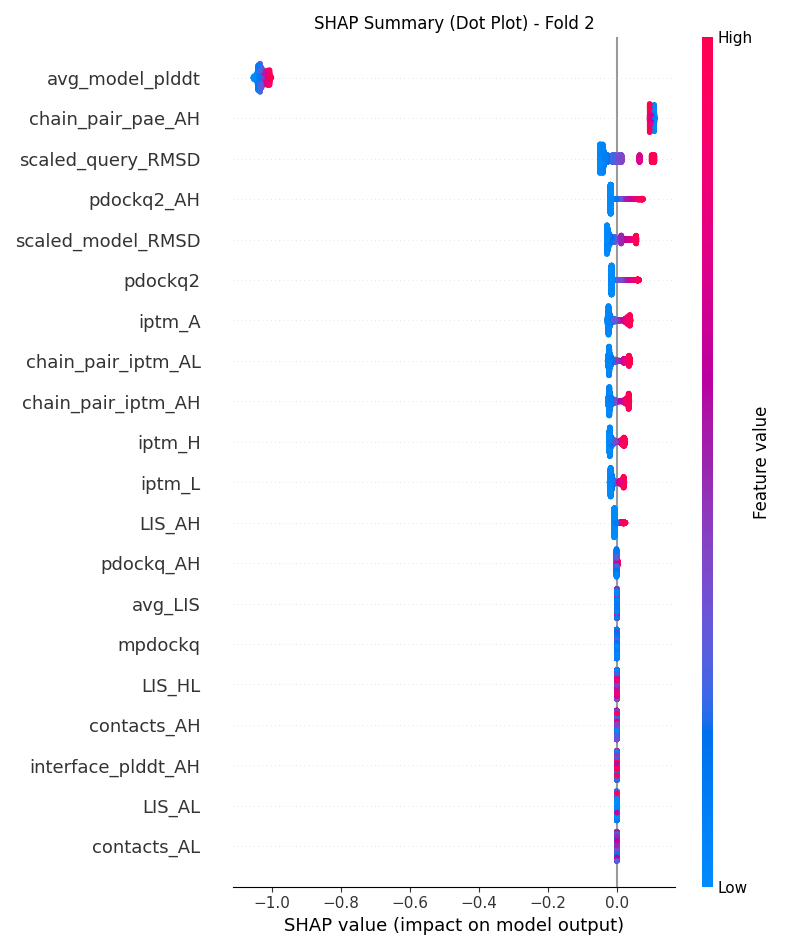 SHAP Summary (Dot Plot) - Fold 2
High
avg_model_plddt
chain_pair_pae_AH
scaled_query_RMSD
pdockq2_AH
scaled_model_RMSD
pdockq2
iptm_A
chain_pair_iptm_AL
chain_pair_iptm_AH
iptm_H
iptm_L
LIS_AH
pdockq_AH
avg_LIS
mpdockq
LIS_HL
contacts_AH
interface_plddt_AH
LIS_AL
contacts_AL
Feature value
Low
−1.0 −0.8 −0.6 −0.4 −0.2 0.0
SHAP value (impact on model output)